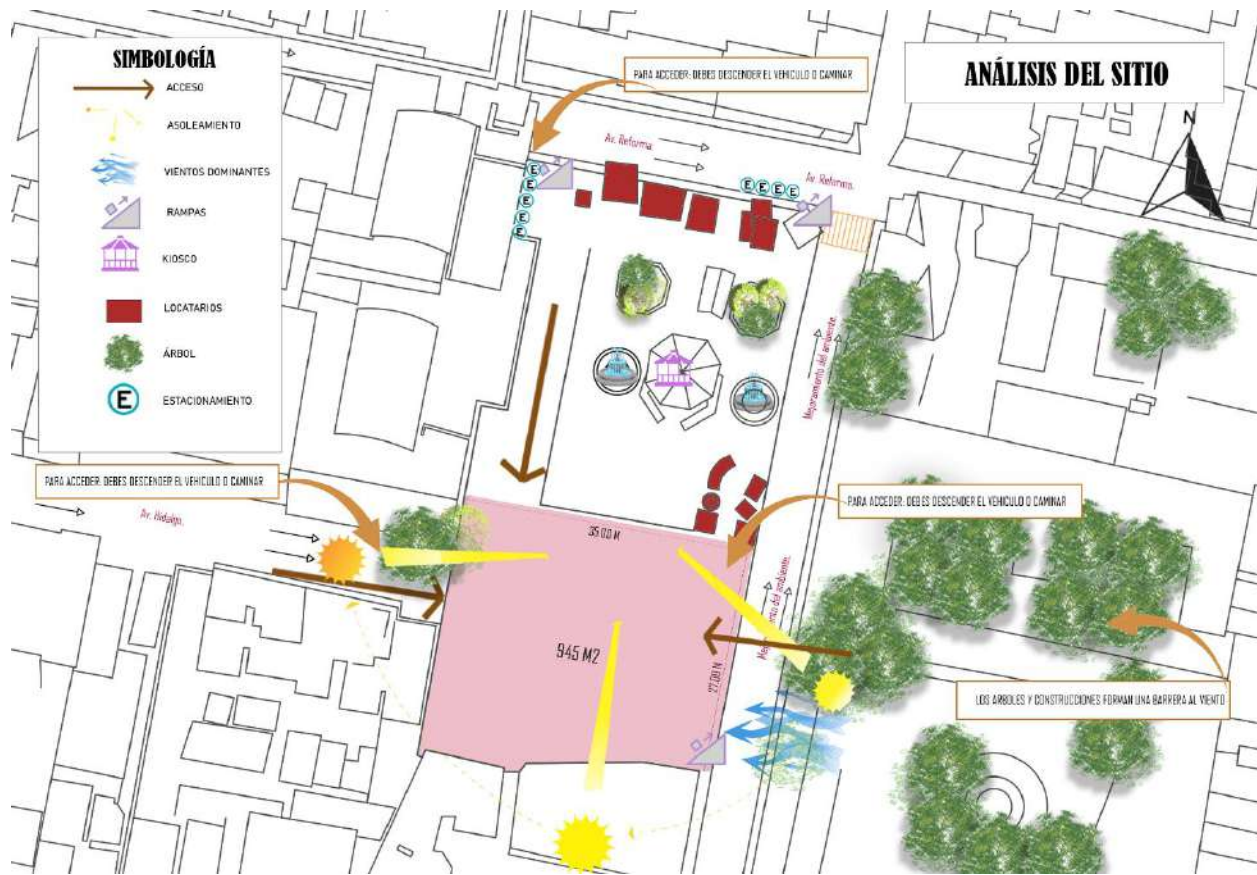 SIMBOLOGÍA
ACCESO
ASOLEAMIENTO
VIENTOS DOMINANTES
RAMPAS
KIOSCO
LOCATARIOS
ÁRBOL
E
ESTACIONAMIENTO
PARA ACCEDER: DEBES DESCENDER EL VEHICULO O CAMINAR
ANÁLISIS DEL SITIO
N
Av. Reforma.
Av. Reforma.
E
E
E
E
E
E
E
E
E
Mejoramiento del ambiente.
PARA ACCEDER: DEBES DESCENDER EL VEHICULO O CAMINAR
PARA ACCEDER: DEBES DESCENDER EL VEHICULO O CAMINAR
Av. Hidalgo.
35.00 M
Mejoramiento del ambiente.
945 M2
27.00 M
LOS ARBOLES Y CONSTRUCCIONES FORMAN UNA BARRERA AL VIENTO